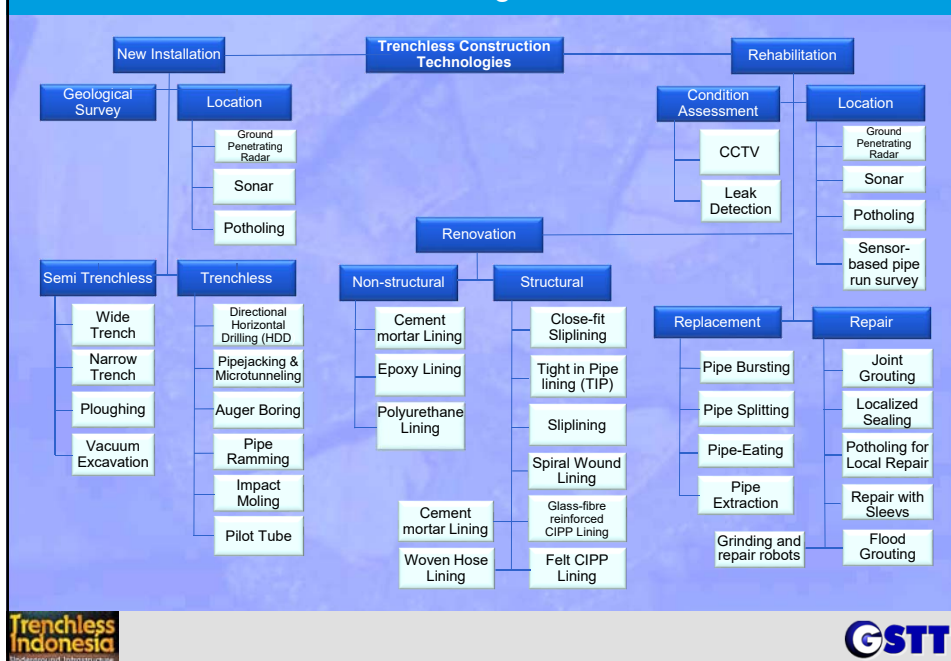 New Installation
Trenchless Construction
Technologies
Rehabilitation
Geological
Survey
Location
Ground
Penetrating
Radar
Sonar
Potholing
Condition
Assessment
CCTV
Leak
Detection
Location
Ground
Penetrating
Radar
Sonar
Potholing
Sensor-
based pipe
run survey
Renovation
Semi Trenchless
Wide
Trench
Narrow
Trench
Ploughing
Vacuum
Excavation
Trenchless
Directional
Horizontal
Drilling (HDD
Pipejacking &
Microtunneling
Auger Boring
Pipe
Ramming
Impact
Moling
Pilot Tube
Non-structural
Cement
mortar Lining
Epoxy Lining
Polyurethane
Lining
Structural
Close-fit
Sliplining
Tight in Pipe
lining (TIP)
Sliplining
Spiral Wound
Lining
Cement
mortar Lining
Glass-fibre
reinforced
CIPP Lining
Woven Hose
Lining
Felt CIPP
Lining
Replacement
Pipe Bursting
Pipe Splitting
Pipe-Eating
Pipe
Extraction
Repair
Joint
Grouting
Localized
Sealing
Potholing for
Local Repair
Repair with
Sleevs
Grinding and
repair robots
Flood
Grouting
Trenchless
Indonesia
Underground Infrastructure
GSTT